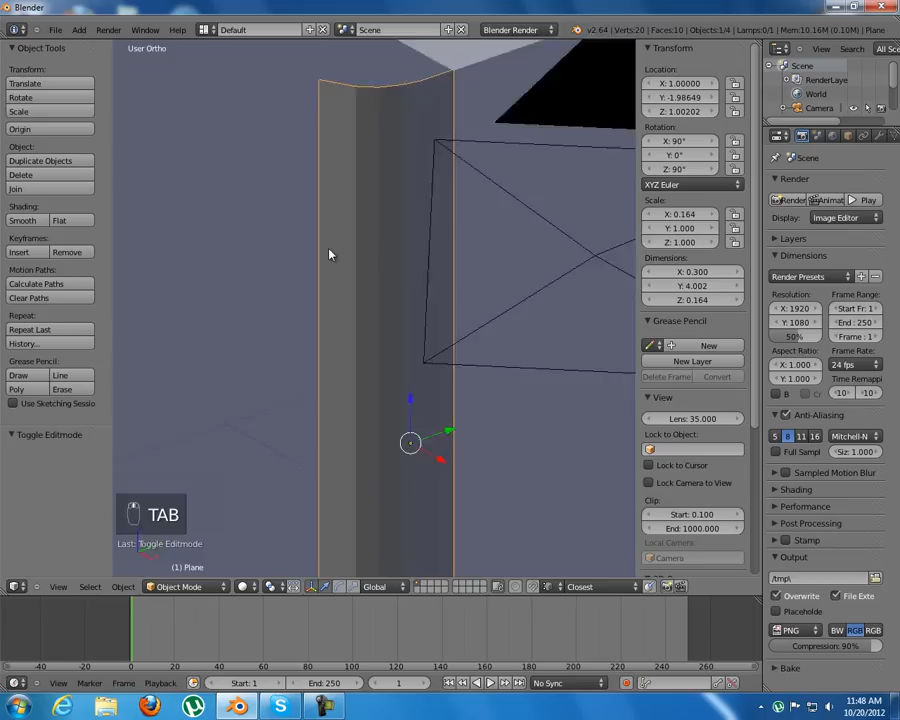 Blender
File Add Render Window Help
Default
Scene
Blender Render
v2.64 | Verts:20 | Faces:10 | Objects:1/4 | Lamps:0/1 | Mem:10.16M (0.10M) | Plane
Object Tools
Transform:
Translate
Rotate
Scale
Origin
Object:
Duplicate Objects
Delete
Join
Shading:
Smooth Flat
Keyframes:
Insert Remove
Motion Paths:
Calculate Paths
Clear Paths
Repeat:
Repeat Last
History...
Grease Pencil:
Draw Line
Poly Erase
Use Sketching Sessio
Toggle Editmode
User Ortho
TAB
Last: Toggle Editmode
(1) Plane
Transform
Location:
X: 1.00000
Y: -1.98649
Z: 1.00202
Rotation:
X: 90°
Y: 0°
Z: 90°
XYZ Euler
Scale:
X: 0.164
Y: 1.000
Z: 1.000
Dimensions:
X: 0.300
Y: 4.002
Z: 0.164
Grease Pencil
New
New Layer
Delete Frame Convert
View
Lens: 35.000
Lock to Object:
Lock to Cursor
Lock Camera to View
Clip:
Start: 0.100
End: 1000.000
Local Camera:
Camera
View Search All Sce
Scene
RenderLaye
World
Camera
Scene
Render
Render Animat Play
Display: Image Editor
Layers
Dimensions
Render Presets
Resolution: Frame Range:
X: 1920 Start Fr: 1
Y: 1080 End : 250
50% Frame : 1
Aspect Ratio: Frame Rate:
X: 1.000 24 fps
Y: 1.000 Time Remappi
B Cr 10 10
Anti-Aliasing
5 8 11 16 Mitchell-N
Full Sampl Siz: 1.000
Sampled Motion Blur
Shading
Performance
Post Processing
Stamp
Output
/tmp\
Overwrite File Exte
Placeholde
PNG BW RGB RGB
Compression: 90%
Bake
View Select Object Object Mode Global Closest
-40 -20 0 20 40 60 80 100 120 140 160 180 200 220 240 260
View Marker Frame Playback Start: 1 End: 250 1 No Sync
11:48 AM
10/20/2012